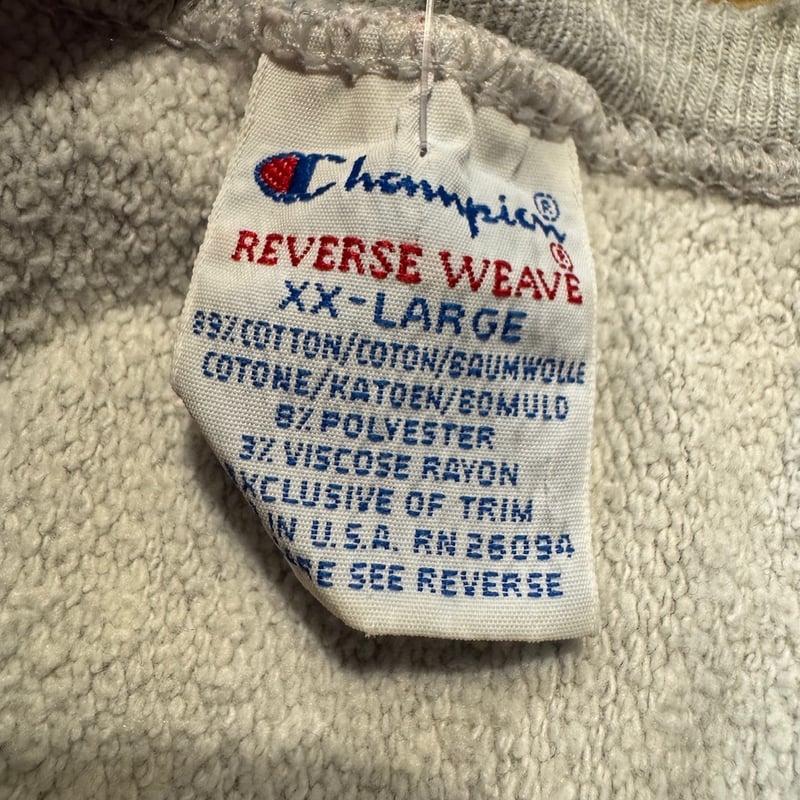 Champion®
REVERSE WEAVE®
XX-LARGE
89% COTTON/COTON/BAUMWOLLE
COTONE/KATOEN/BOMULD
8% POLYESTER
3% VISCOSE RAYON
XCLUSIVE OF TRIM
IN U.S.A. RN 26094
E SEE REVERSE